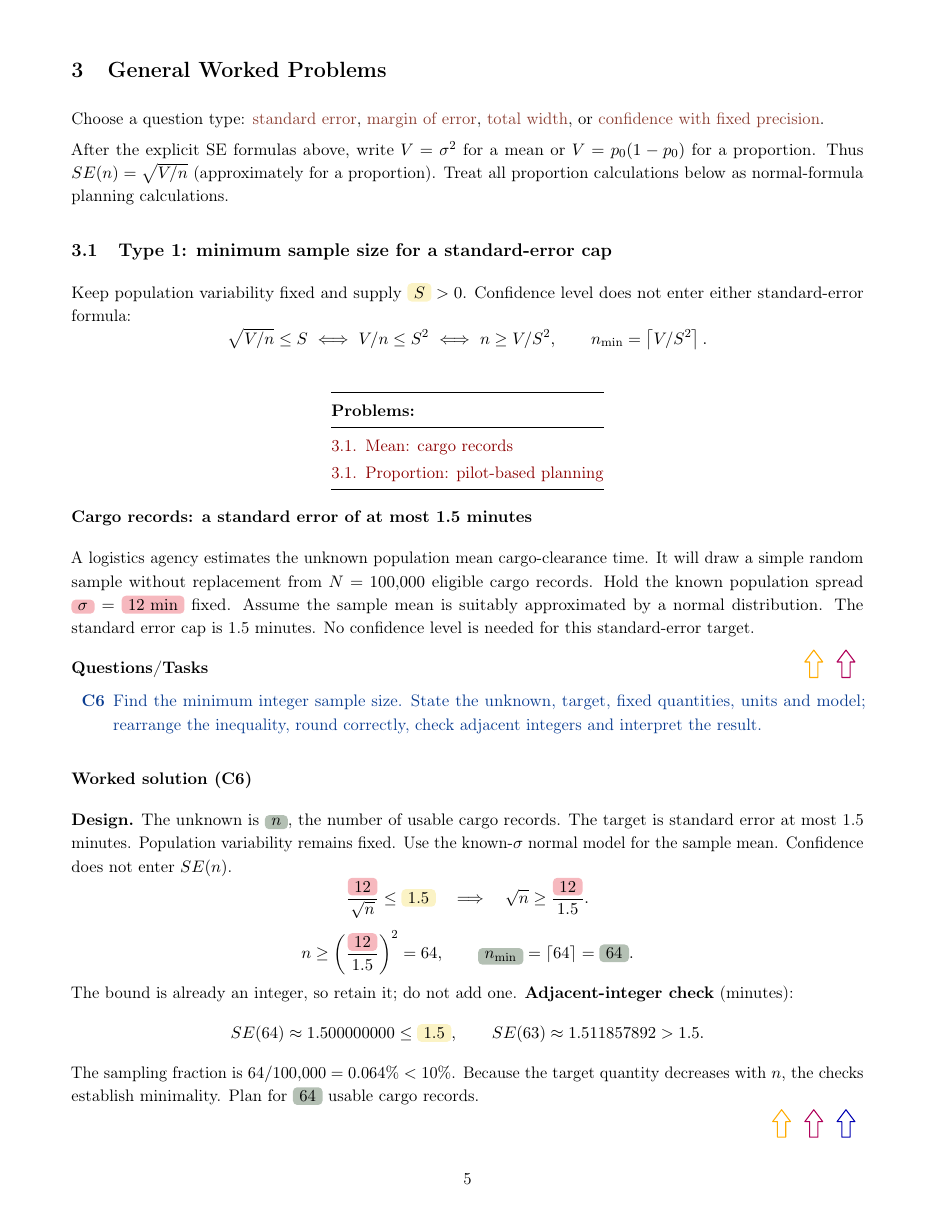 3 General Worked Problems
Choose a question type: standard error, margin of error, total width, or confidence with fixed precision.
After the explicit SE formulas above, write V = σ² for a mean or V = p₀(1 − p₀) for a proportion. Thus
SE(n) = √(V/n) (approximately for a proportion). Treat all proportion calculations below as normal-formula
planning calculations.
3.1 Type 1: minimum sample size for a standard-error cap
Keep population variability fixed and supply S > 0. Confidence level does not enter either standard-error
formula:
√(V/n) ≤ S ⟺ V/n ≤ S² ⟺ n ≥ V/S², n_min = ⌈V/S²⌉ .
Problems:
3.1. Mean: cargo records
3.1. Proportion: pilot-based planning
Cargo records: a standard error of at most 1.5 minutes
A logistics agency estimates the unknown population mean cargo-clearance time. It will draw a simple random
sample without replacement from N = 100,000 eligible cargo records. Hold the known population spread
σ = 12 min fixed. Assume the sample mean is suitably approximated by a normal distribution. The
standard error cap is 1.5 minutes. No confidence level is needed for this standard-error target.
Questions/Tasks
C6 Find the minimum integer sample size. State the unknown, target, fixed quantities, units and model;
rearrange the inequality, round correctly, check adjacent integers and interpret the result.
Worked solution (C6)
Design. The unknown is n , the number of usable cargo records. The target is standard error at most 1.5
minutes. Population variability remains fixed. Use the known-σ normal model for the sample mean. Confidence
does not enter SE(n).
12/√n ≤ 1.5 ⟹ √n ≥ 12/1.5.
n ≥ (12/1.5)² = 64, n_min = ⌈64⌉ = 64 .
The bound is already an integer, so retain it; do not add one. Adjacent-integer check (minutes):
SE(64) ≈ 1.500000000 ≤ 1.5 , SE(63) ≈ 1.511857892 > 1.5.
The sampling fraction is 64/100,000 = 0.064% < 10%. Because the target quantity decreases with n, the checks
establish minimality. Plan for 64 usable cargo records.
5